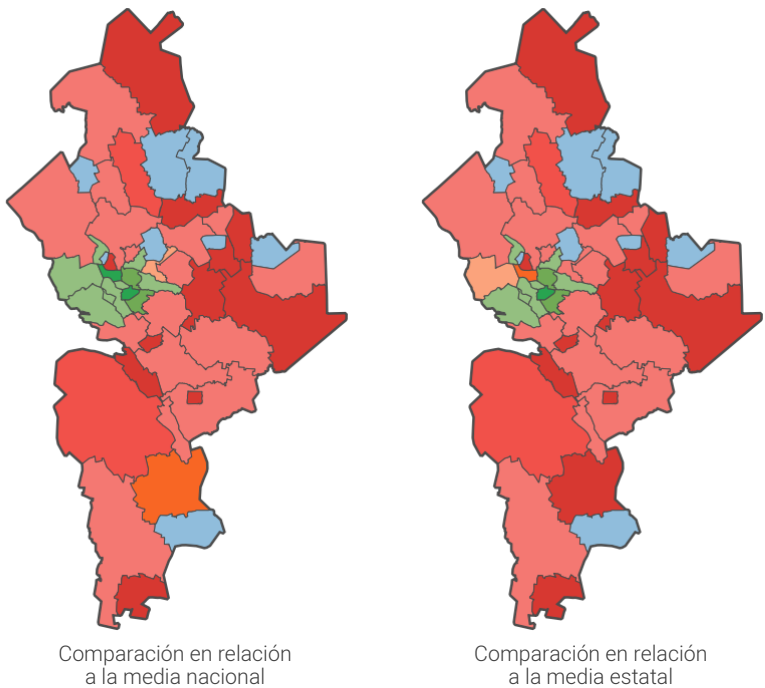 Comparación en relación
a la media nacional
Comparación en relación
a la media estatal